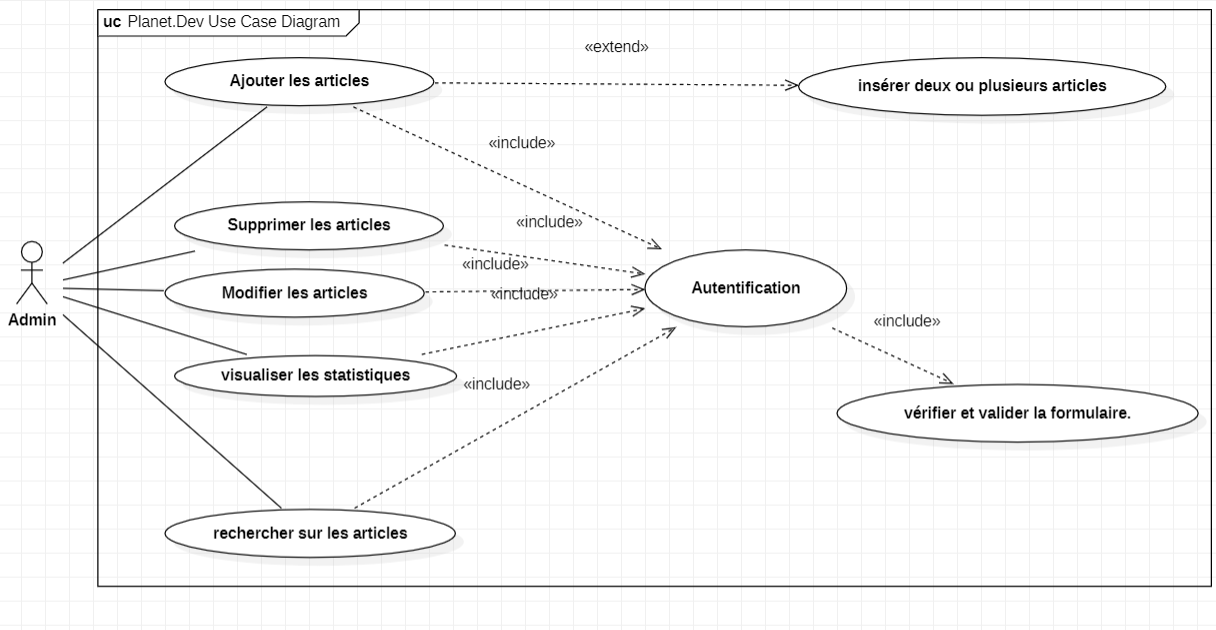 uc Planet.Dev Use Case Diagram
«extend»
Ajouter les articles
insérer deux ou plusieurs articles
«include»
Supprimer les articles
«include»
«include»
Modifier les articles
«include»
Autentification
Admin
«include»
visualiser les statistiques
«include»
vérifier et valider la formulaire.
rechercher sur les articles